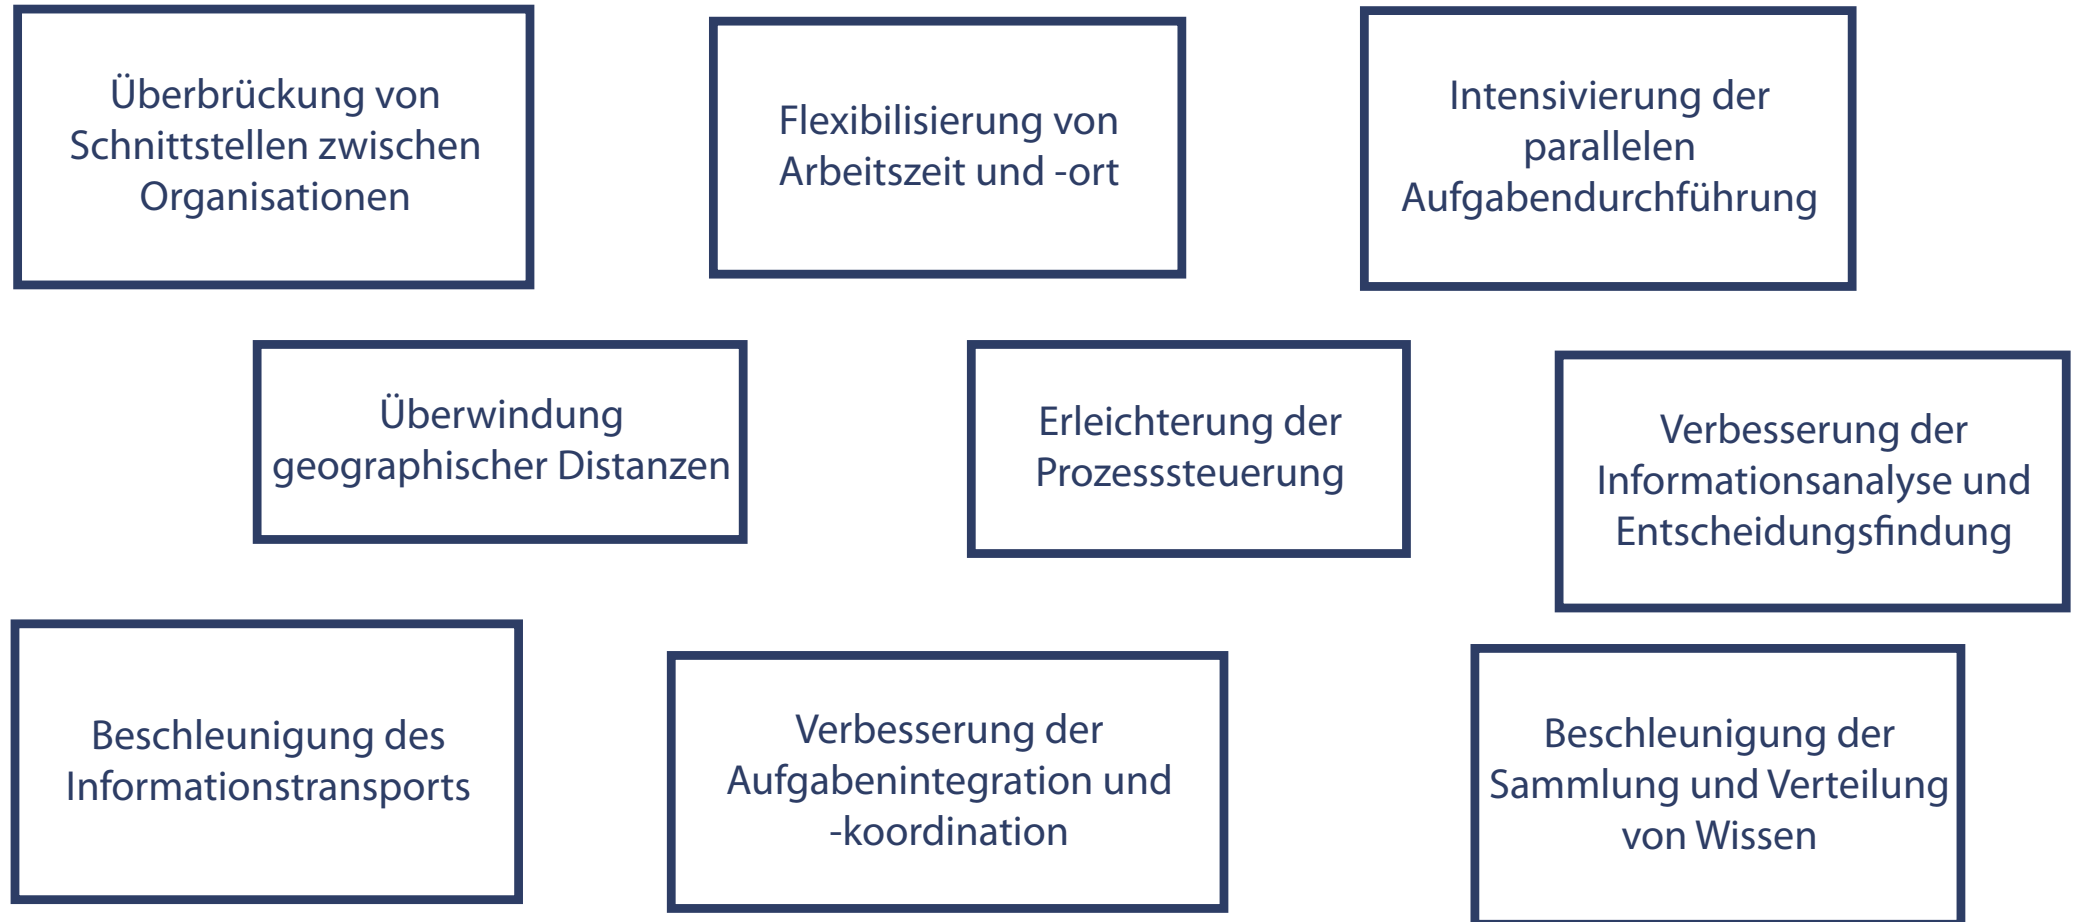 Überbrückung von
Schnittstellen zwischen
Organisationen
Flexibilisierung von
Arbeitszeit und -ort
Intensivierung der
parallelen
Aufgabendurchführung
Überwindung
geographischer Distanzen
Erleichterung der
Prozesssteuerung
Verbesserung der
Informationsanalyse und
Entscheidungsfindung
Beschleunigung des
Informationstransports
Verbesserung der
Aufgabenintegration und
-koordination
Beschleunigung der
Sammlung und Verteilung
von Wissen